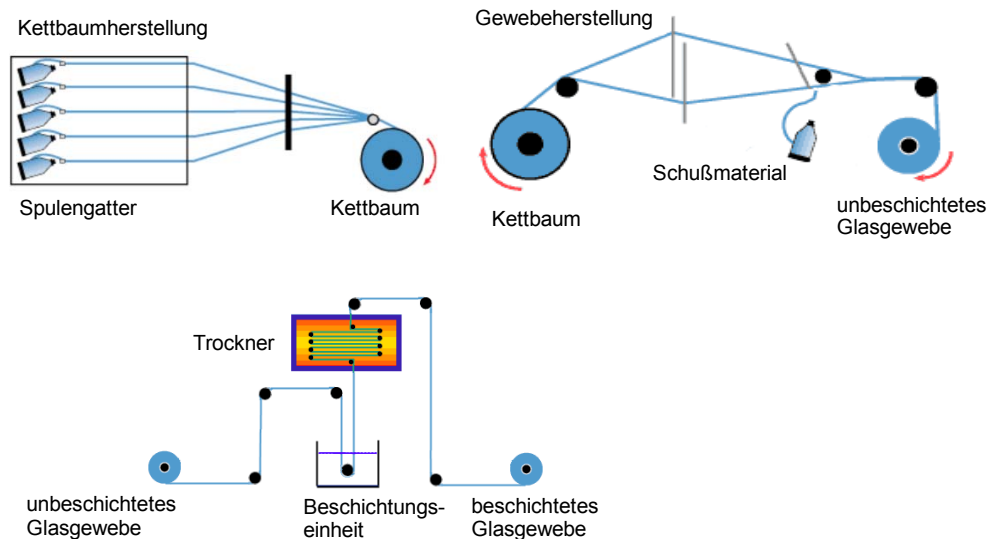 Kettbaumherstellung
Spulengatter
Kettbaum
Gewebeherstellung
Kettbaum
Schußmaterial
unbeschichtetes
Glasgewebe
Trockner
unbeschichtetes
Glasgewebe
Beschichtungs-
einheit
beschichtetes
Glasgewebe